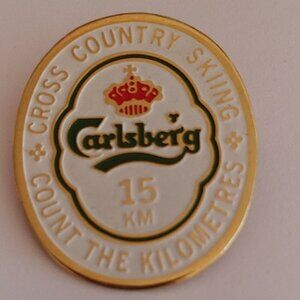 CROSS COUNTRY SKIING
Carlsberg
15
KM
COUNT THE KILOMETRES